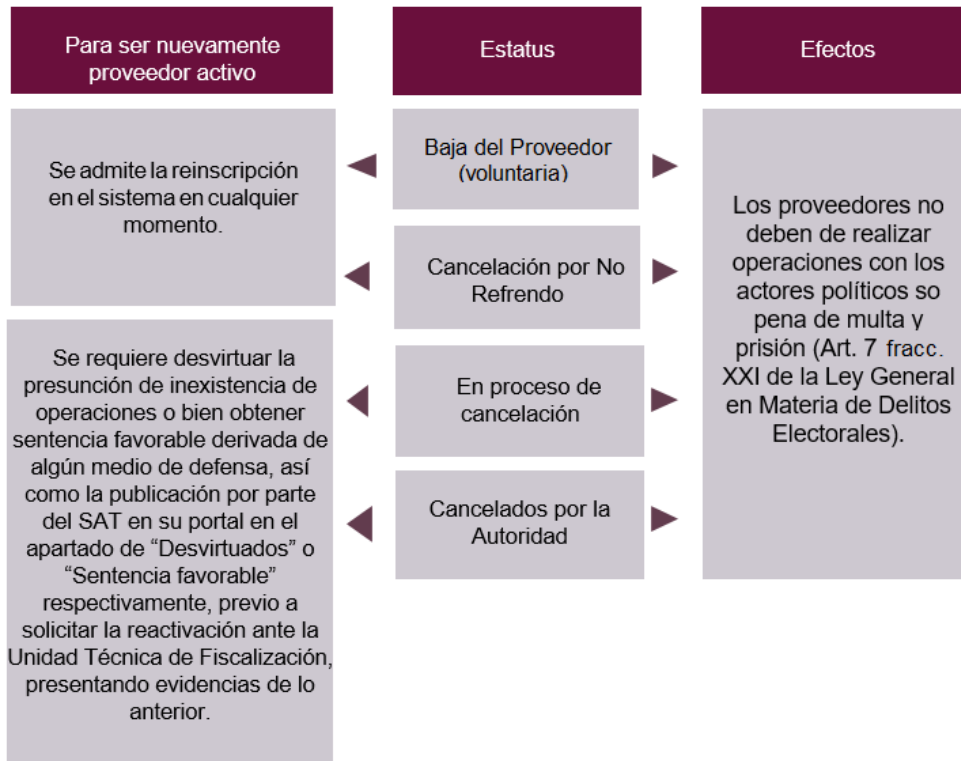 Para ser nuevamente
proveedor activo
Estatus
Efectos
Se admite la reinscripción
en el sistema en cualquier
momento.
Baja del Proveedor
(voluntaria)
Cancelación por No
Refrendo
Se requiere desvirtuar la
presunción de inexistencia de
operaciones o bien obtener
sentencia favorable derivada de
algún medio de defensa, así
como la publicación por parte
del SAT en su portal en el
apartado de “Desvirtuados” o
“Sentencia favorable”
respectivamente, previo a
solicitar la reactivación ante la
Unidad Técnica de Fiscalización,
presentando evidencias de lo
anterior.
En proceso de
cancelación
Cancelados por la
Autoridad
Los proveedores no
deben de realizar
operaciones con los
actores políticos so
pena de multa y
prisión (Art. 7 fracc.
XXI de la Ley General
en Materia de Delitos
Electorales).